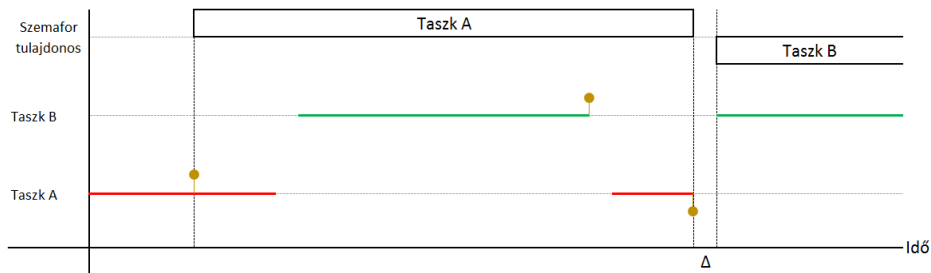 Szemafor
tulajdonos
Taszk A
Taszk B
Taszk B
Taszk A
Idő
Δ